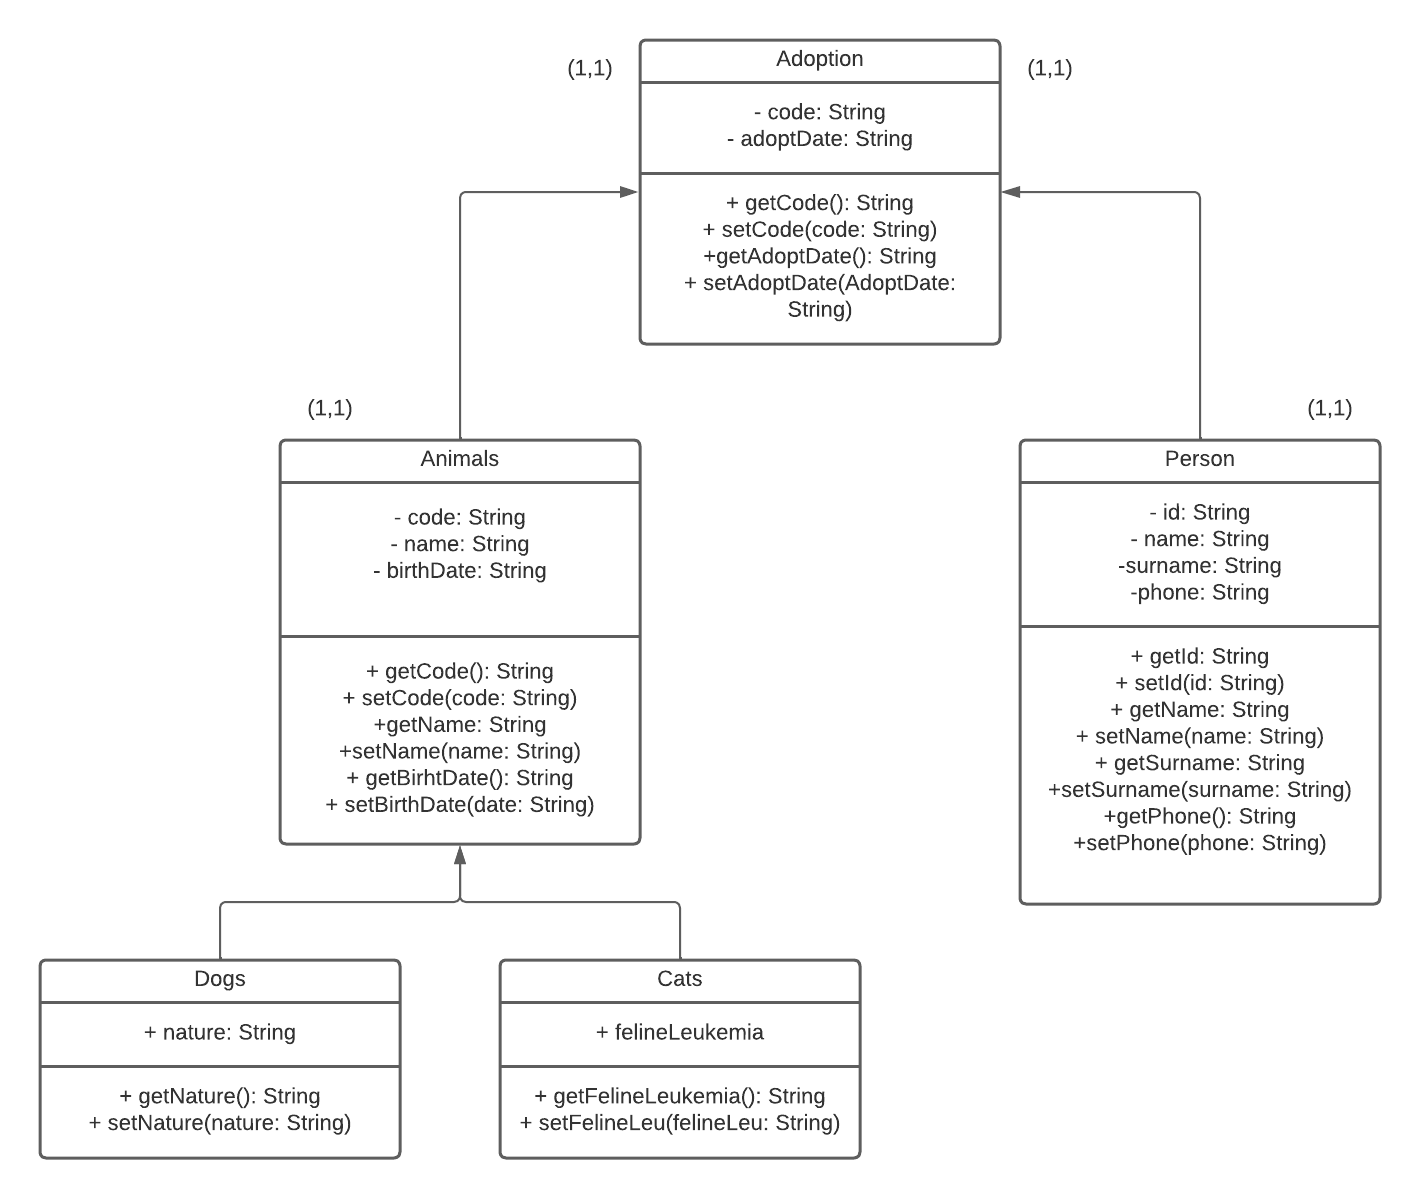 (1,1)
Adoption
(1,1)
- code: String
- adoptDate: String
+ getCode(): String
+ setCode(code: String)
+getAdoptDate(): String
+ setAdoptDate(AdoptDate:
String)
(1,1)
Animals
- code: String
- name: String
- birthDate: String
+ getCode(): String
+ setCode(code: String)
+getName: String
+setName(name: String)
+ getBirhtDate(): String
+ setBirthDate(date: String)
(1,1)
Person
- id: String
- name: String
-surname: String
-phone: String
+ getId: String
+ setId(id: String)
+ getName: String
+ setName(name: String)
+ getSurname: String
+setSurname(surname: String)
+getPhone(): String
+setPhone(phone: String)
Dogs
+ nature: String
+ getNature(): String
+ setNature(nature: String)
Cats
+ felineLeukemia
+ getFelineLeukemia(): String
+ setFelineLeu(felineLeu: String)